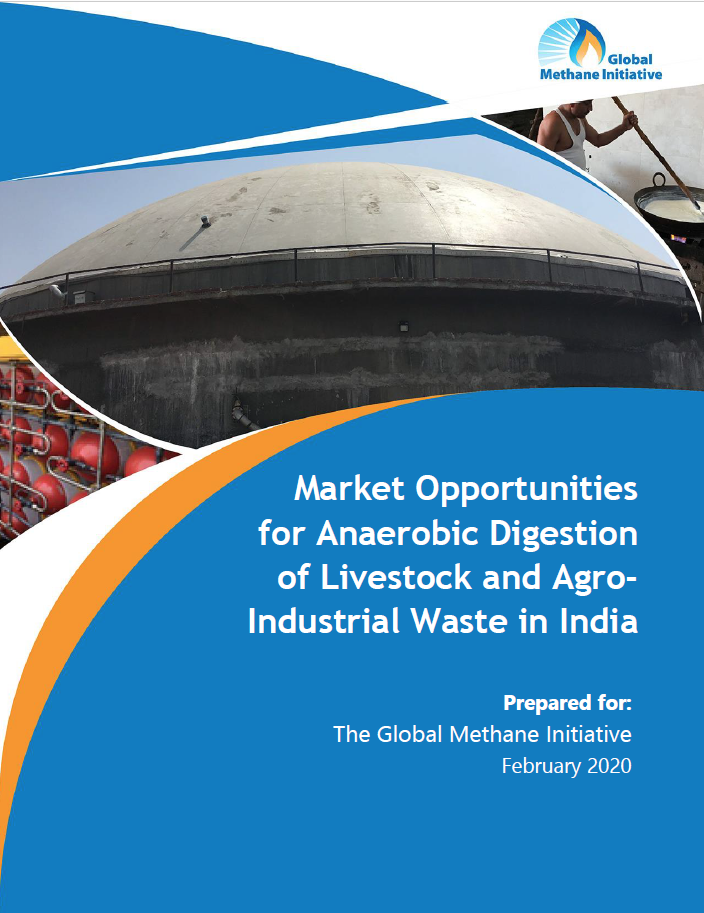 Global
Methane Initiative
Market Opportunities
for Anaerobic Digestion
of Livestock and Agro-
Industrial Waste in India
Prepared for:
The Global Methane Initiative
February 2020